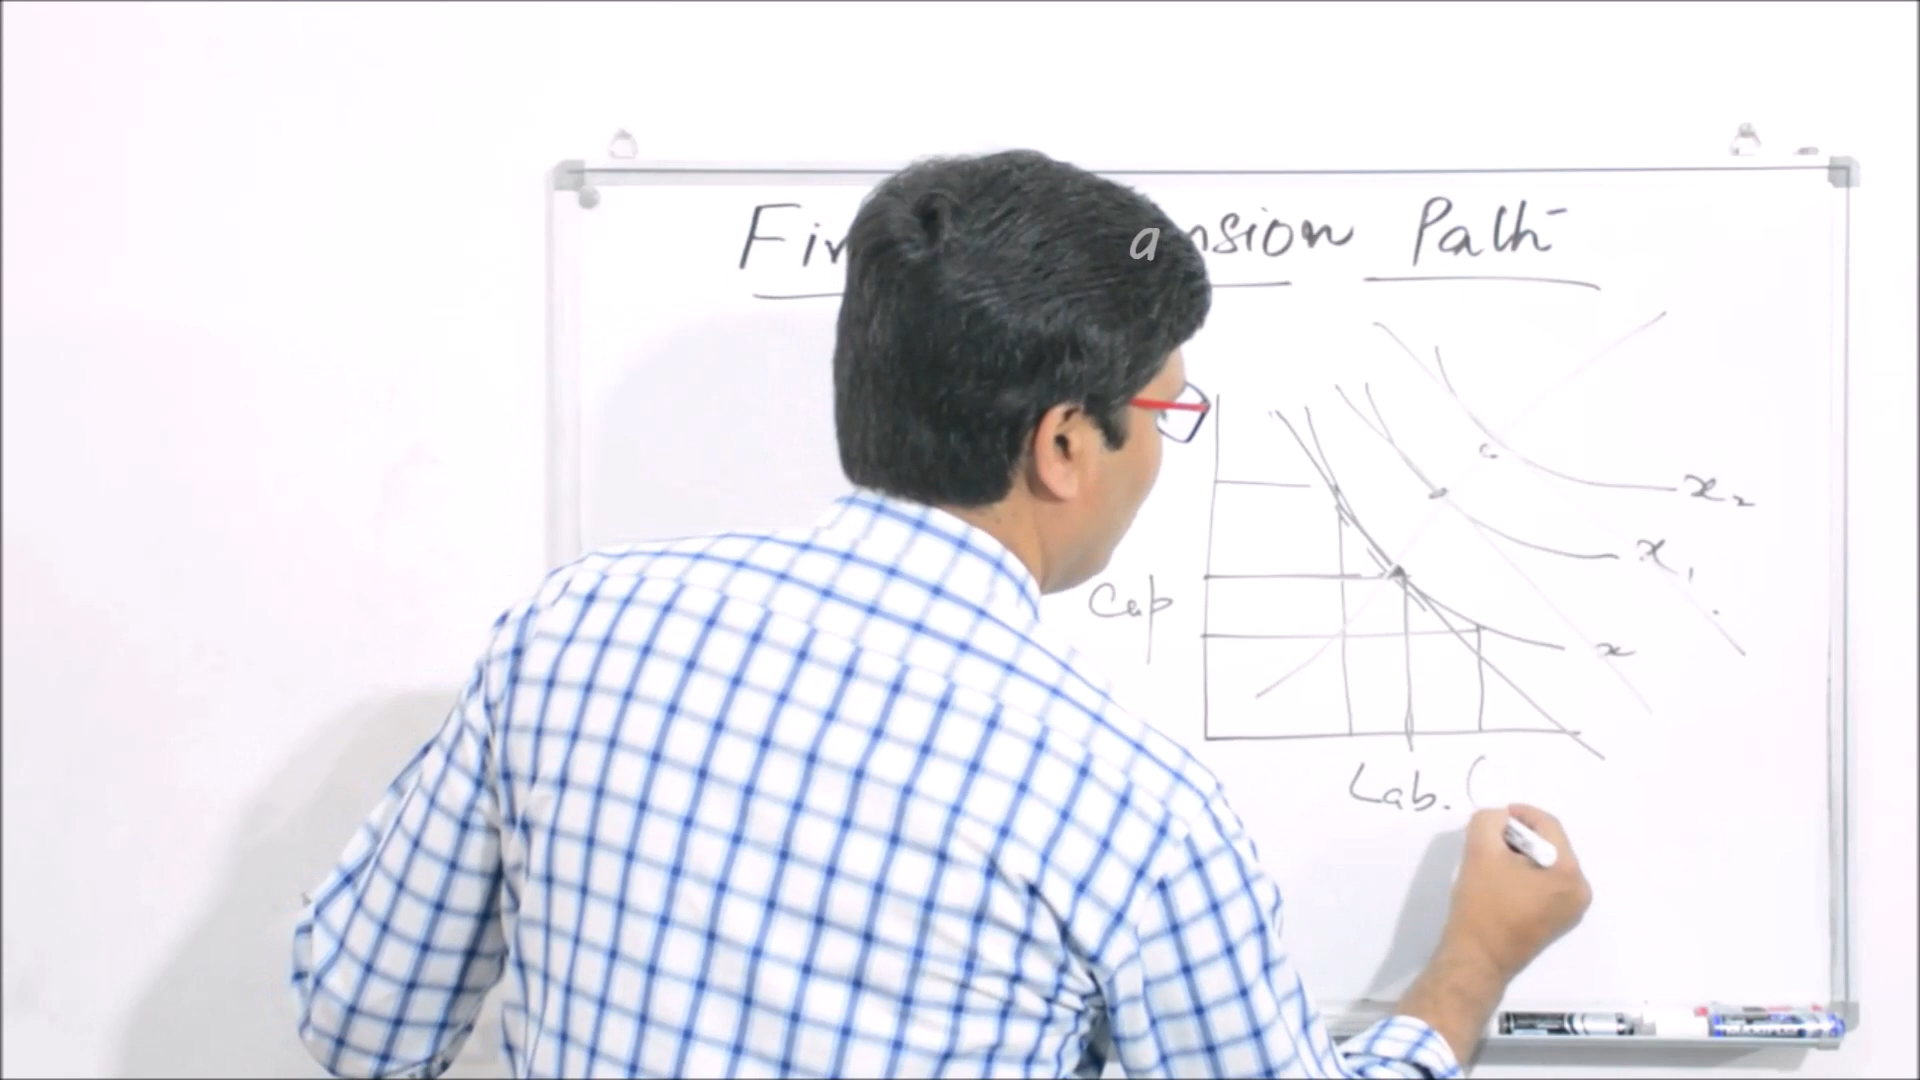 Fir a nsion Path
x₂
x₁
Cap
x
Lab. (